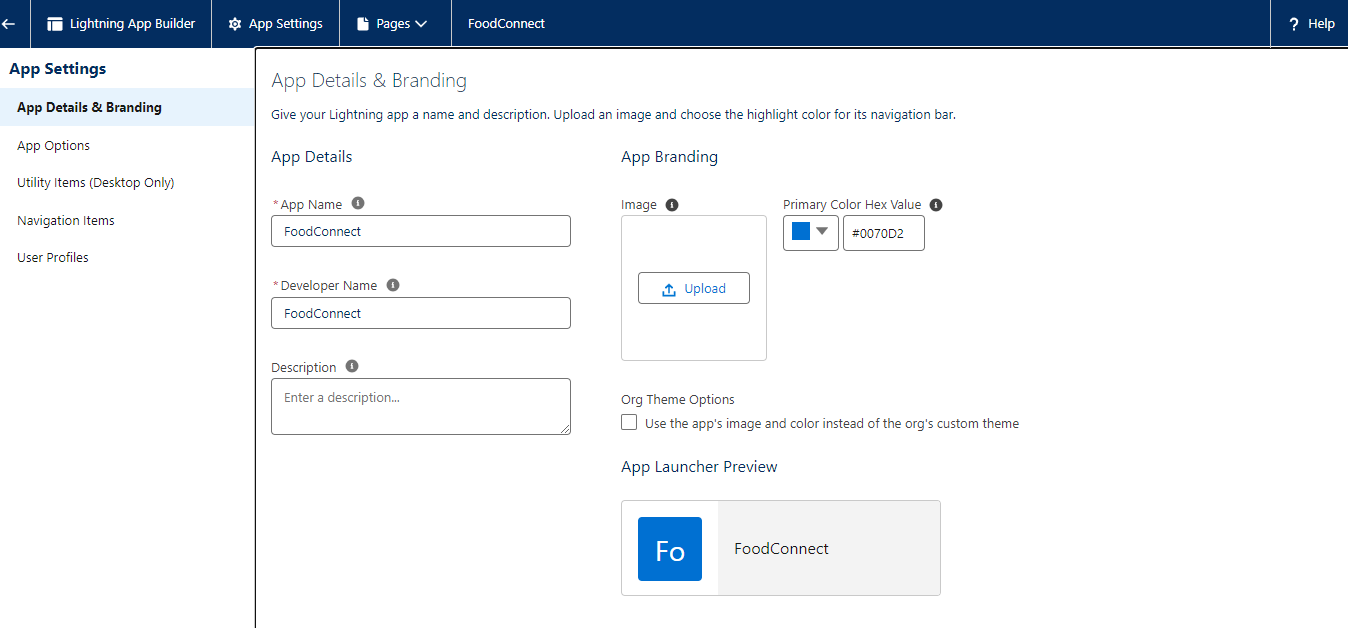 Lightning App Builder
App Settings
Pages
FoodConnect
? Help
App Settings
App Details & Branding
App Options
Utility Items (Desktop Only)
Navigation Items
User Profiles
App Details & Branding
Give your Lightning app a name and description. Upload an image and choose the highlight color for its navigation bar.
App Details
* App Name
FoodConnect
* Developer Name
FoodConnect
Description
Enter a description...
App Branding
Image
Upload
Primary Color Hex Value
#0070D2
Org Theme Options
Use the app's image and color instead of the org's custom theme
App Launcher Preview
Fo
FoodConnect